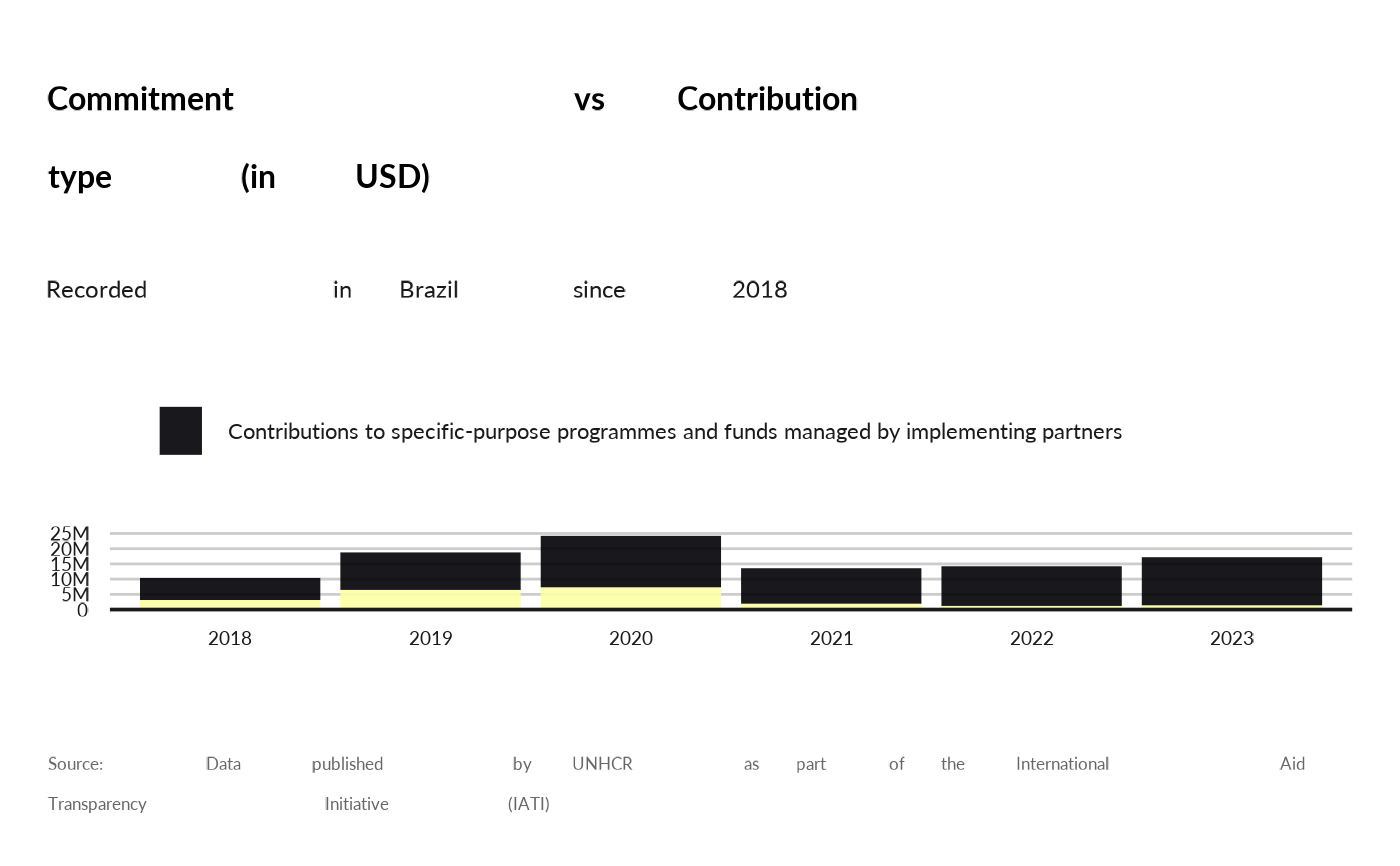 Commitment vs Contribution
type (in USD)
Recorded in Brazil since 2018
Contributions to specific-purpose programmes and funds managed by implementing partners
25M
20M
15M
10M
5M
0
2018 2019 2020 2021 2022 2023
Source: Data published by UNHCR as part of the International Aid
Transparency Initiative (IATI)